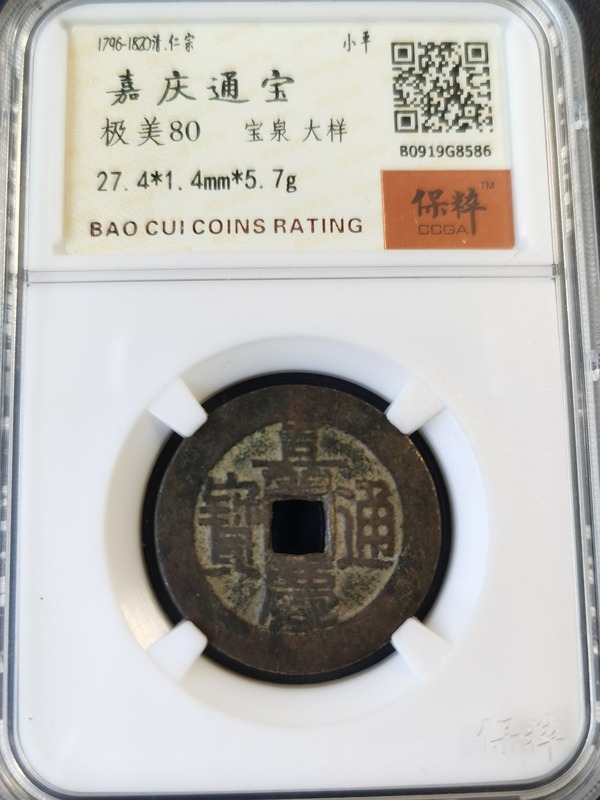 1796-1820清.仁宗 小平
嘉庆通宝
极美80 宝泉 大样
B0919G8586
27.4*1.4mm*5.7g
保粹™
CCGA
BAO CUI COINS RATING
嘉
寶 通
慶
保粹